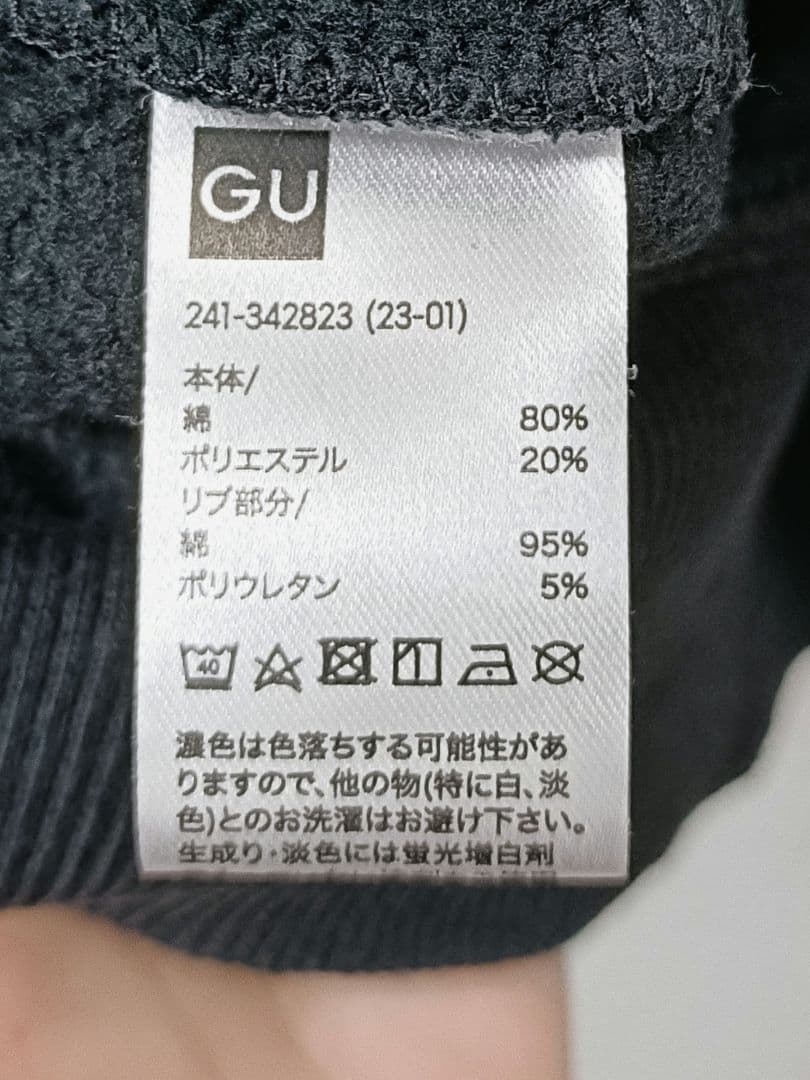 GU
241-342823 (23-01)
本体/
綿 80%
ポリエステル 20%
リブ部分/
綿 95%
ポリウレタン 5%
40
濃色は色落ちする可能性があ
りますので、他の物(特に白、淡
色)とのお洗濯はお避け下さい。
生成り・淡色には蛍光増白剤